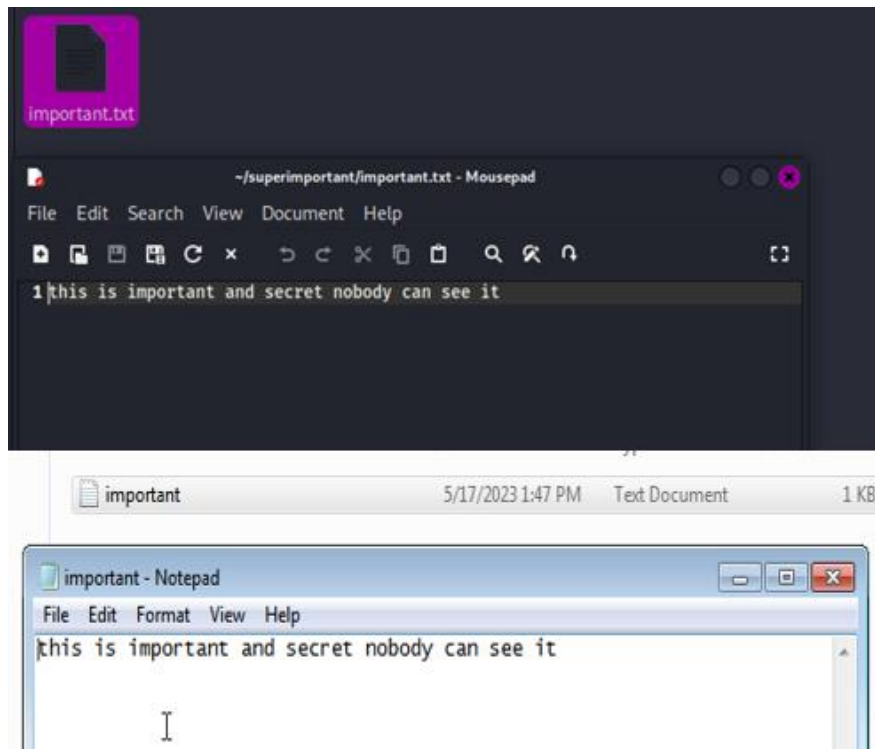 important.txt
~/superimportant/important.txt - Mousepad
File Edit Search View Document Help
1 this is important and secret nobody can see it
important 5/17/2023 1:47 PM Text Document 1 KB
important - Notepad
File Edit Format View Help
this is important and secret nobody can see it